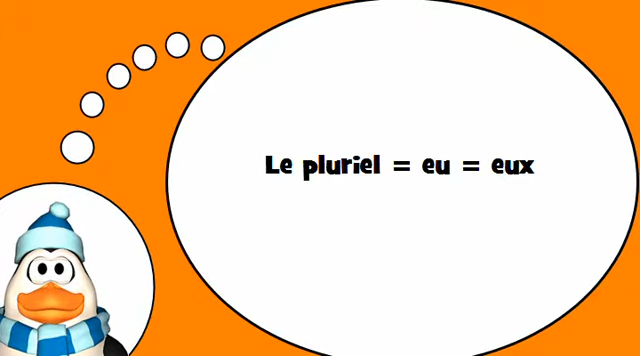 Le pluriel = eu = eux